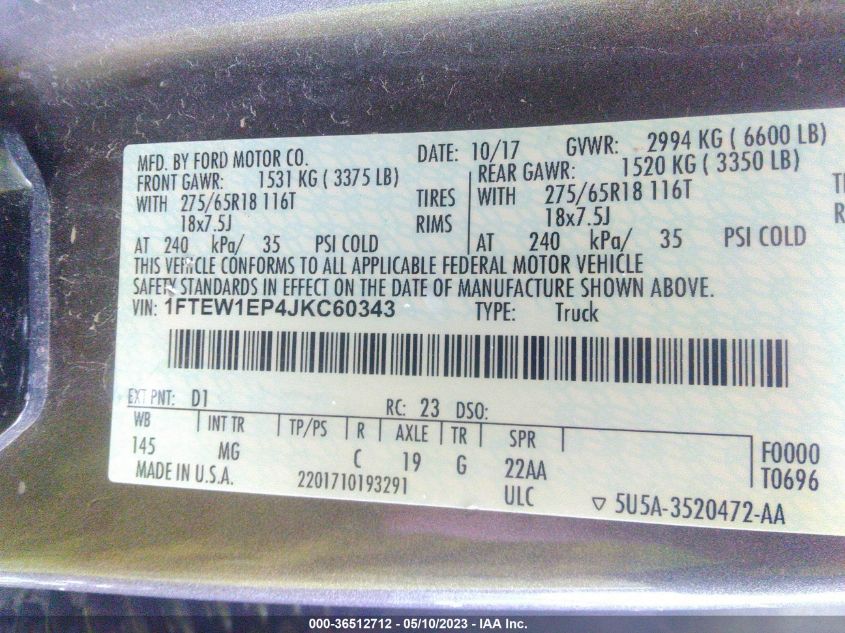 MFD. BY FORD MOTOR CO. DATE: 10/17 GVWR: 2994 KG ( 6600 LB)
FRONT GAWR: 1531 KG ( 3375 LB) REAR GAWR: 1520 KG ( 3350 LB)
WITH 275/65R18 116T TIRES WITH 275/65R18 116T
18x7.5J RIMS 18x7.5J
AT 240 kPa/ 35 PSI COLD AT 240 kPa/ 35 PSI COLD
THIS VEHICLE CONFORMS TO ALL APPLICABLE FEDERAL MOTOR VEHICLE
SAFETY STANDARDS IN EFFECT ON THE DATE OF MANUFACTURE SHOWN ABOVE.
VIN: 1FTEW1EP4JKC60343 TYPE: Truck
EXT PNT: D1 RC: 23 DSO:
WB INT TR TP/PS R AXLE TR SPR F0000
145 MG C 19 G 22AA T0696
MADE IN U.S.A. 2201710193291 ULC ▽ 5U5A-3520472-AA
000-36512712 - 05/10/2023 - IAA Inc.